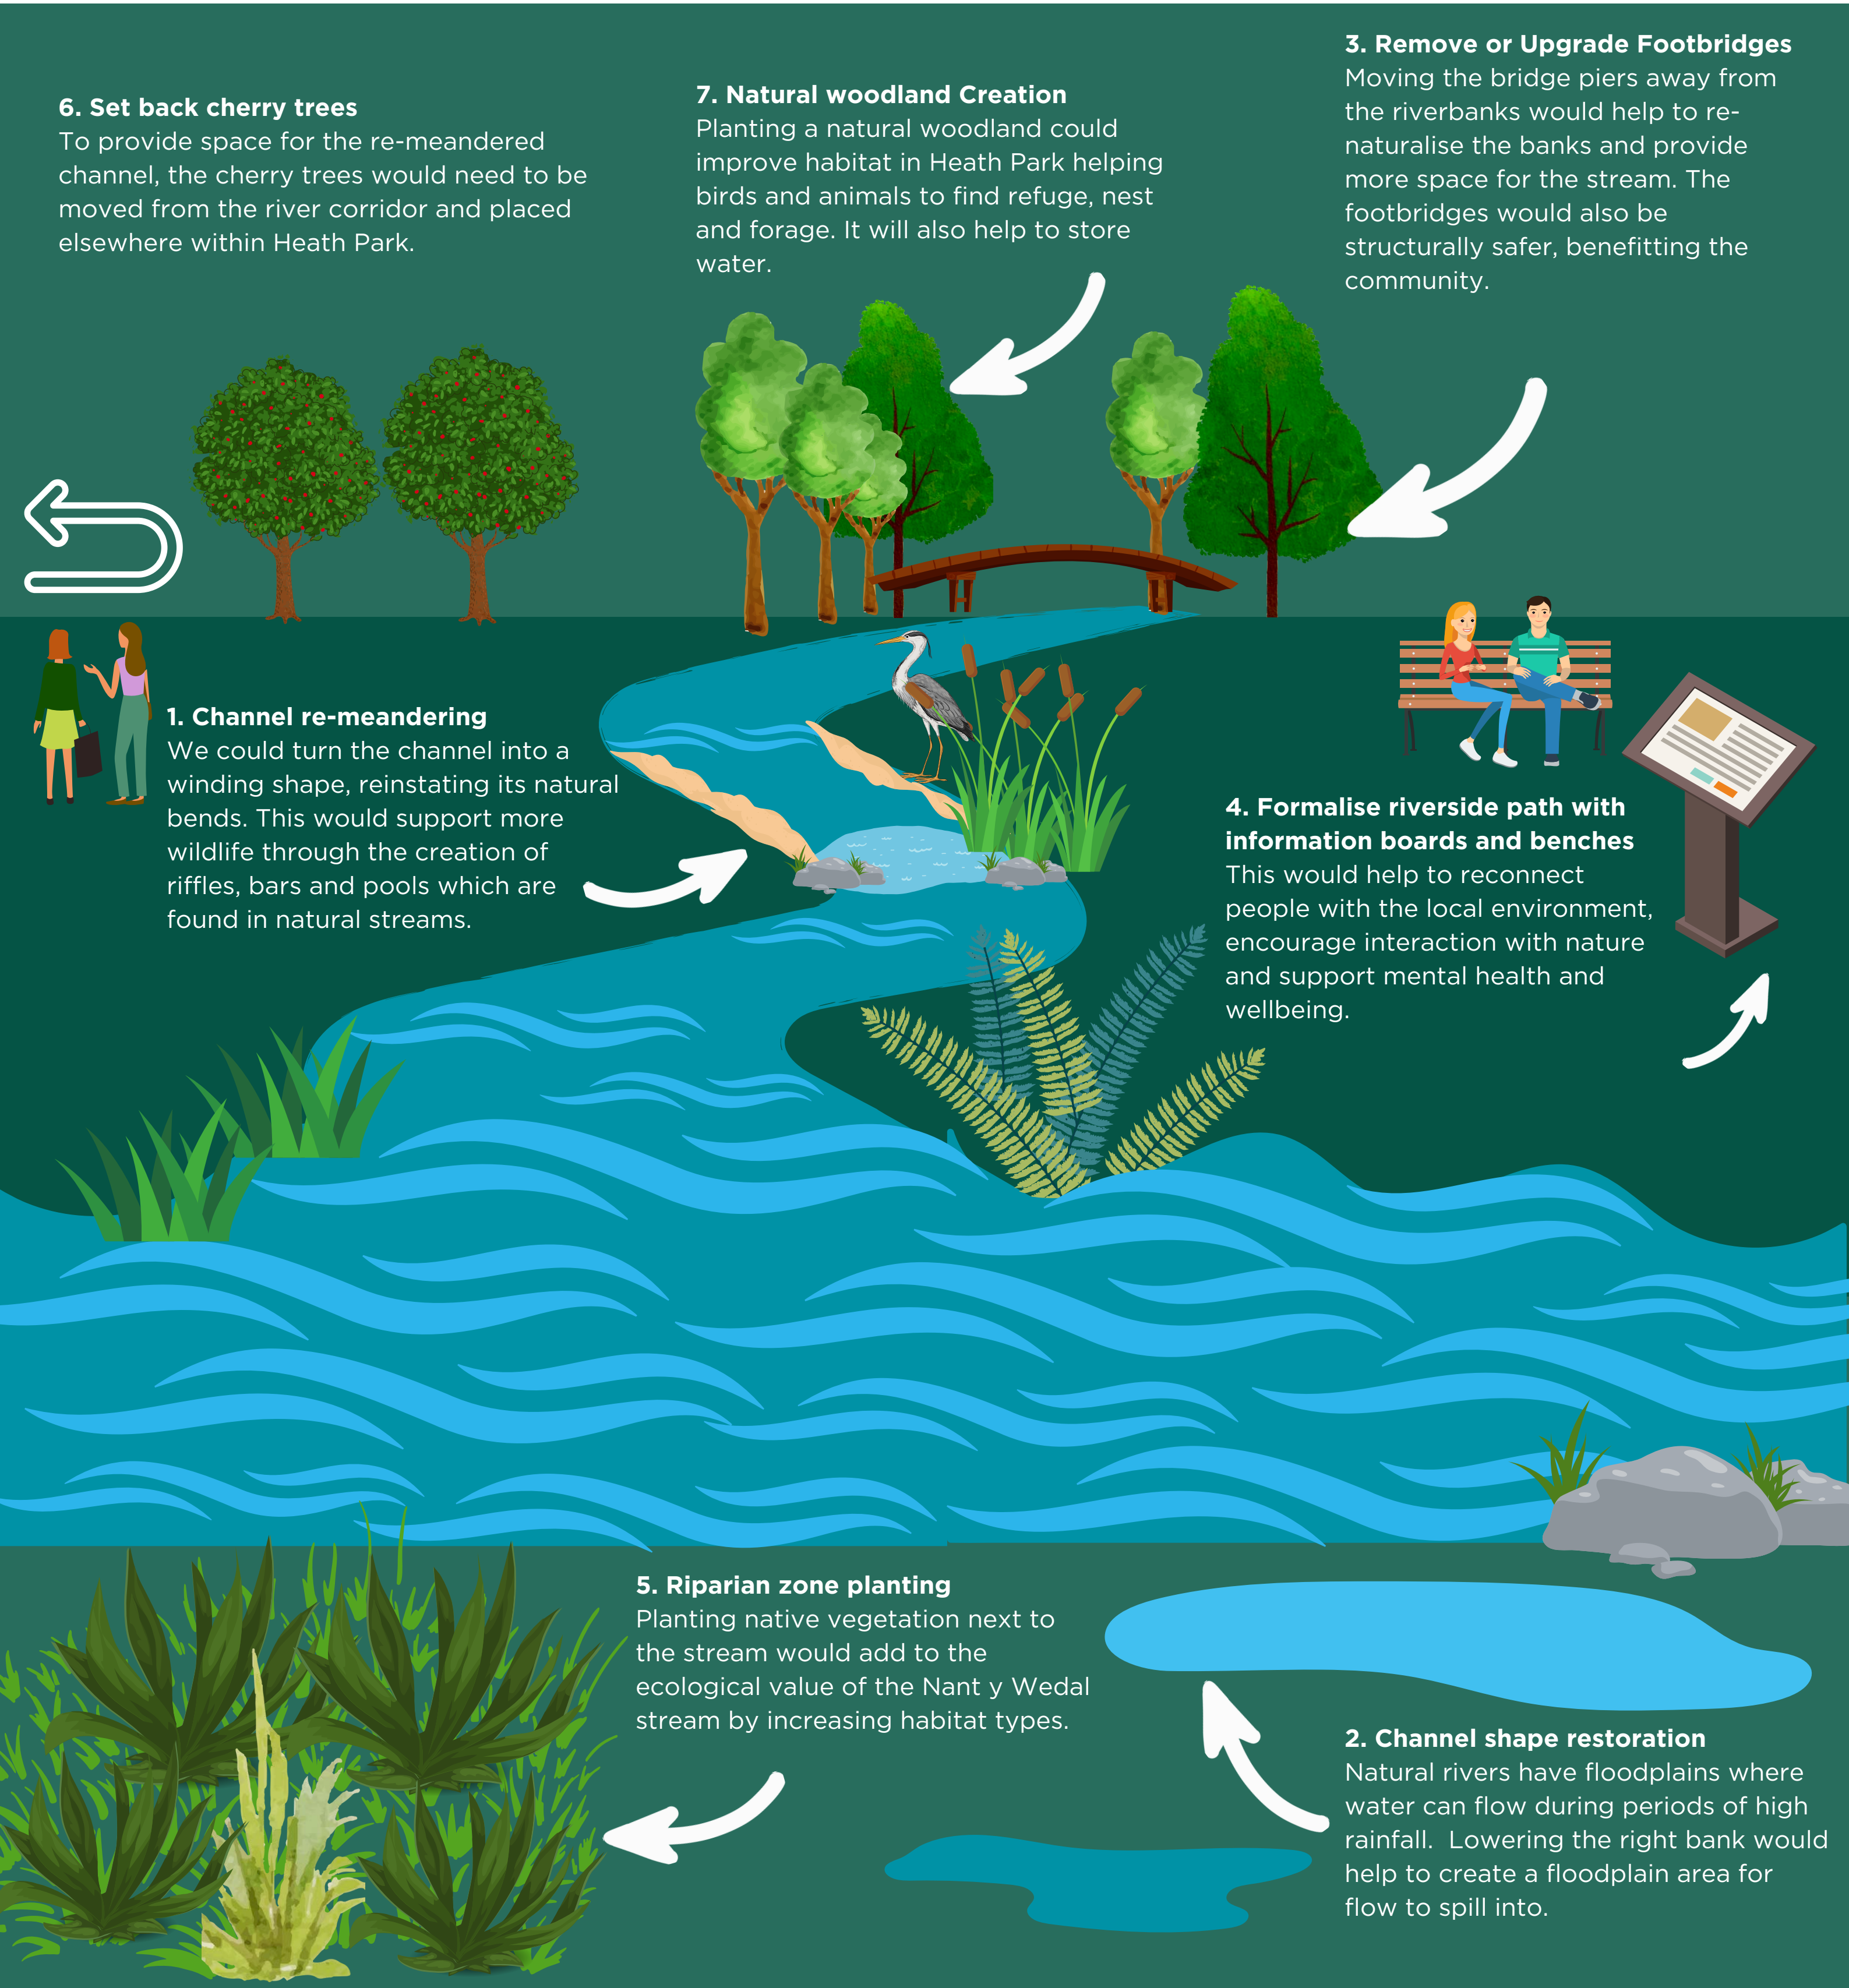 6. Set back cherry trees
To provide space for the re-meandered
channel, the cherry trees would need to be
moved from the river corridor and placed
elsewhere within Heath Park.
7. Natural woodland Creation
Planting a natural woodland could
improve habitat in Heath Park helping
birds and animals to find refuge, nest
and forage. It will also help to store
water.
3. Remove or Upgrade Footbridges
Moving the bridge piers away from
the riverbanks would help to re-
naturalise the banks and provide
more space for the stream. The
footbridges would also be
structurally safer, benefitting the
community.
1. Channel re-meandering
We could turn the channel into a
winding shape, reinstating its natural
bends. This would support more
wildlife through the creation of
riffles, bars and pools which are
found in natural streams.
4. Formalise riverside path with
information boards and benches
This would help to reconnect
people with the local environment,
encourage interaction with nature
and support mental health and
wellbeing.
5. Riparian zone planting
Planting native vegetation next to
the stream would add to the
ecological value of the Nant y Wedal
stream by increasing habitat types.
2. Channel shape restoration
Natural rivers have floodplains where
water can flow during periods of high
rainfall.  Lowering the right bank would
help to create a floodplain area for
flow to spill into.